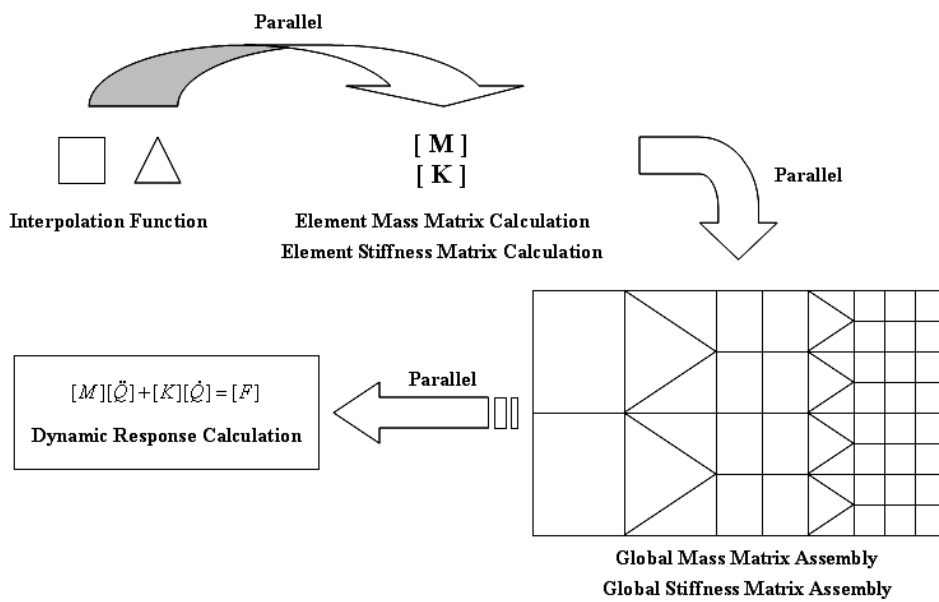 Parallel
[ M ]
[ K ]
Interpolation Function
Element Mass Matrix Calculation
Element Stiffness Matrix Calculation
Parallel
Parallel
[M][Q̈]+[K][Q̇]=[F]
Dynamic Response Calculation
Global Mass Matrix Assembly
Global Stiffness Matrix Assembly